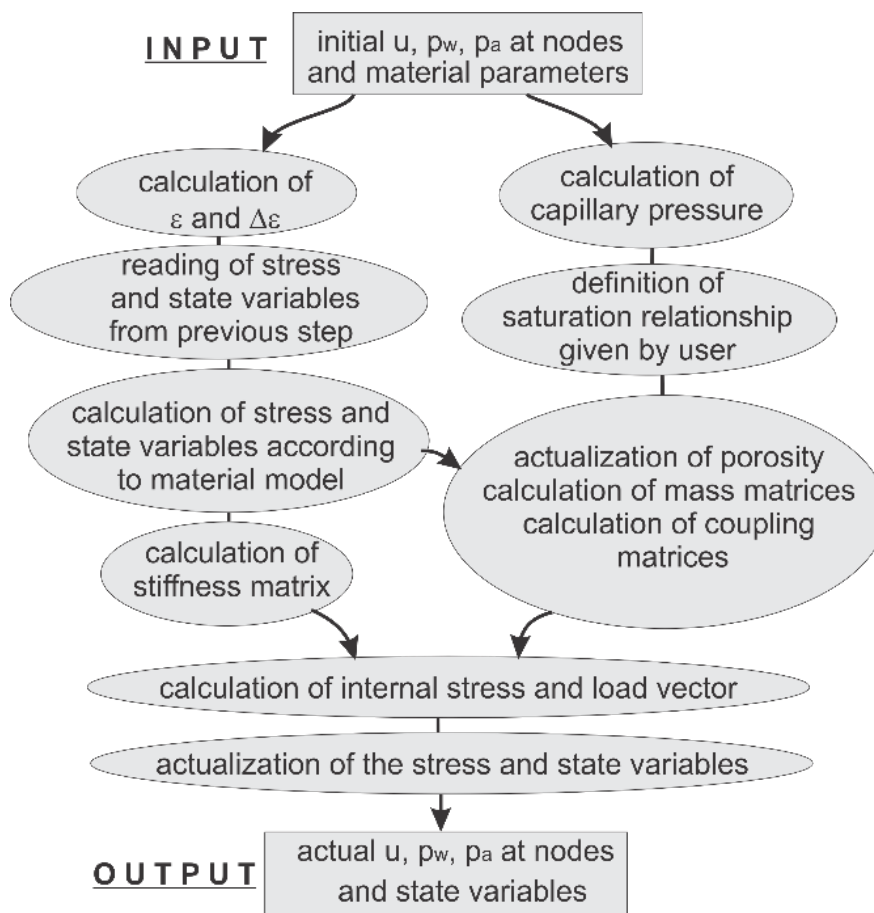 INPUT
initial u, pw, pa at nodes
and material parameters
calculation of
ε and Δε
reading of stress
and state variables
from previous step
calculation of stress and
state variables according
to material model
calculation of
stiffness matrix
calculation of
capillary pressure
definition of
saturation relationship
given by user
actualization of porosity
calculation of mass matrices
calculation of coupling
matrices
calculation of internal stress and load vector
actualization of the stress and state variables
OUTPUT
actual u, pw, pa at nodes
and state variables